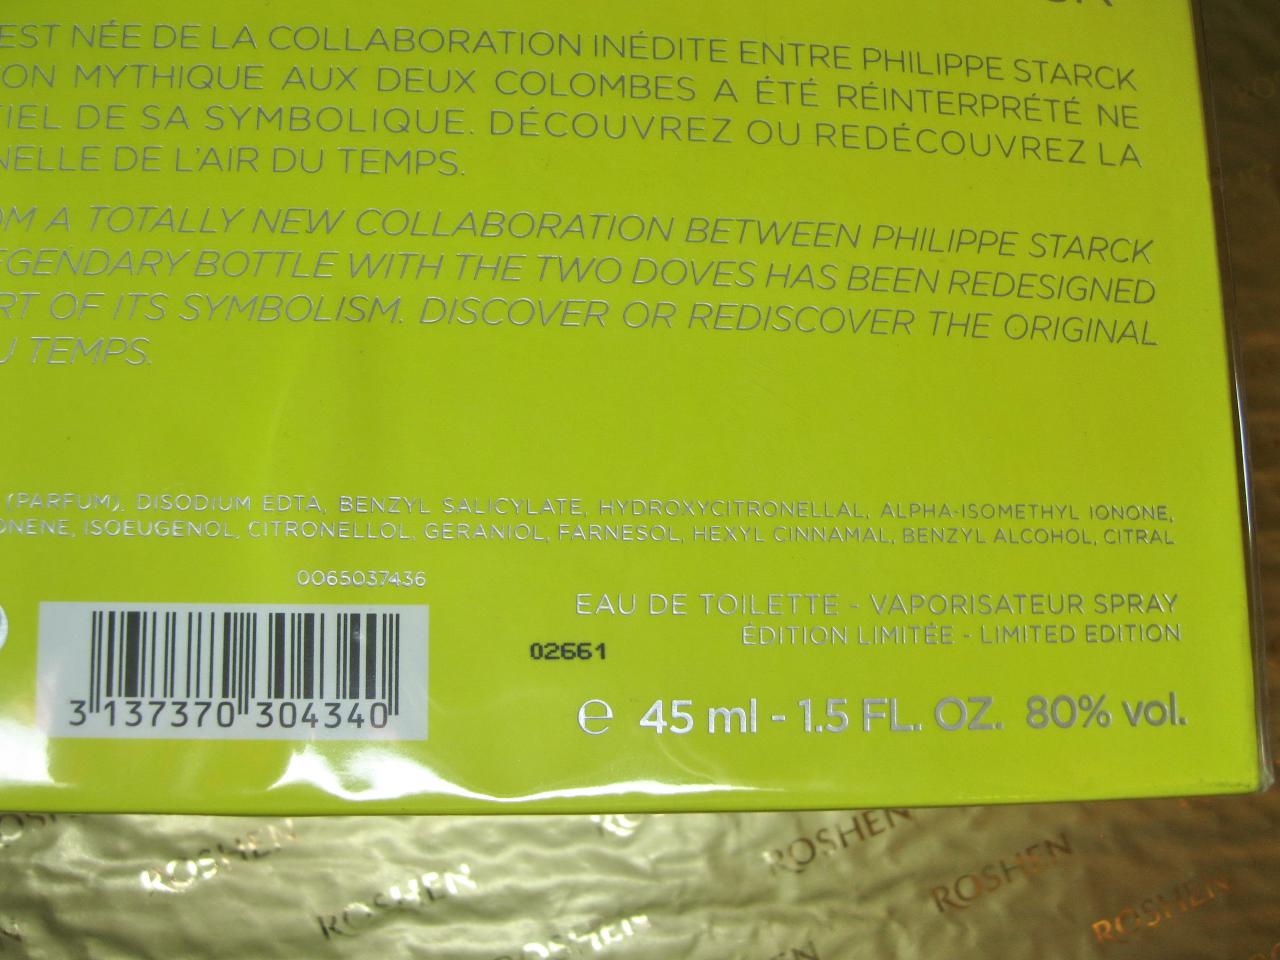 EST NÉE DE LA COLLABORATION INÉDITE ENTRE PHILIPPE STARCK
ON MYTHIQUE AUX DEUX COLOMBES A ÉTÉ RÉINTERPRÉTÉ NE
TIEL DE SA SYMBOLIQUE. DÉCOUVREZ OU REDÉCOUVREZ LA
NELLE DE L'AIR DU TEMPS.
OM A TOTALLY NEW COLLABORATION BETWEEN PHILIPPE STARCK
EGENDARY BOTTLE WITH THE TWO DOVES HAS BEEN REDESIGNED
RT OF ITS SYMBOLISM. DISCOVER OR REDISCOVER THE ORIGINAL
U TEMPS.
(PARFUM), DISODIUM EDTA, BENZYL SALICYLATE, HYDROXYCITRONELLAL, ALPHA-ISOMETHYL IONONE,
ONENE, ISOEUGENOL, CITRONELLOL, GERANIOL, FARNESOL, HEXYL CINNAMAL, BENZYL ALCOHOL, CITRAL
0065037436
EAU DE TOILETTE - VAPORISATEUR SPRAY
ÉDITION LIMITÉE - LIMITED EDITION
02661
3 137370 304340
e 45 ml - 1.5 FL. OZ. 80% vol.
ROSHEN
ROSHEN
ROSHEN
ROSHEN
ROSHEN
ROSHEN